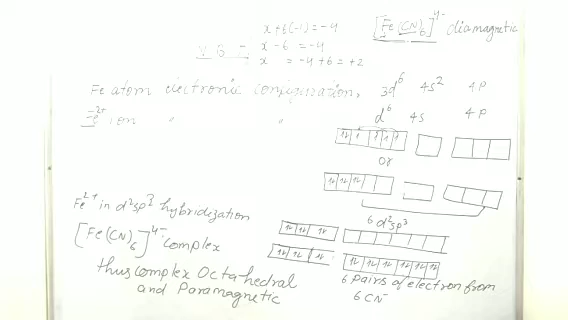 x + 6(-1) = -4
[Fe(CN)6]4- diamagnetic
V B T
x - 6 = -4
x = -4 + 6 = +2
Fe atom electronic configuration, 3d6 4s2 4p
Fe2+ ion " " d6 4s 4p
or
Fe2+ in d2sp3 hybridization
6 d2sp3
[Fe(CN)6]4- complex
thus complex Octahedral
and Paramagnetic
6 pairs of electron from
6 CN-